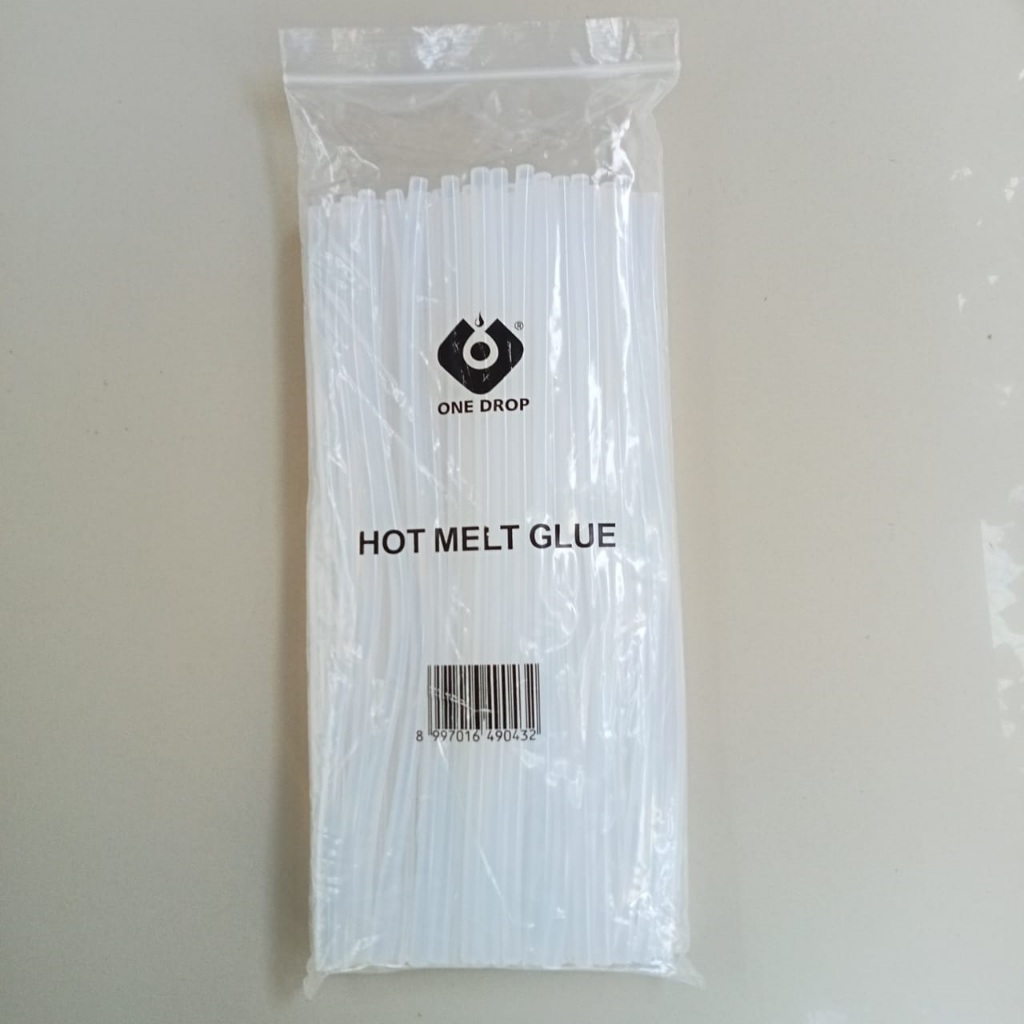 ®
ONE DROP
HOT MELT GLUE
8 997016 490432